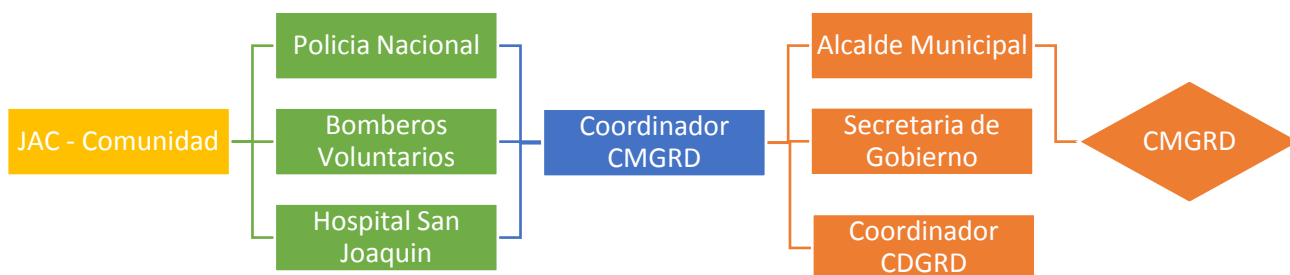 JAC - Comunidad
Policia Nacional
Bomberos
Voluntarios
Hospital San
Joaquin
Coordinador
CMGRD
Alcalde Municipal
Secretaria de
Gobierno
Coordinador
CDGRD
CMGRD